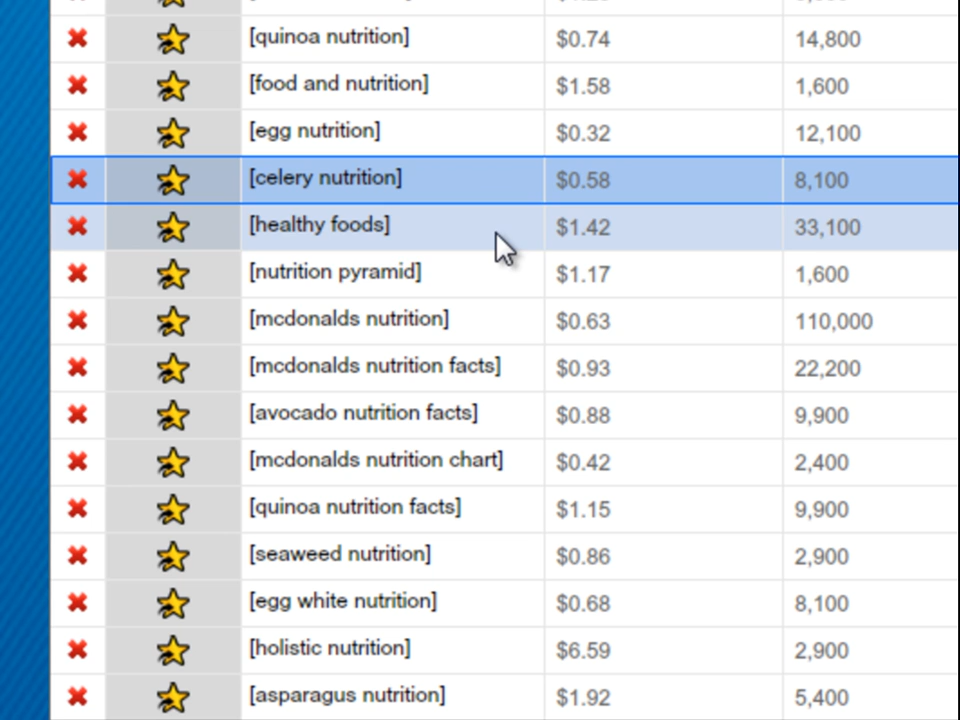 [quinoa nutrition] $0.74 14,800
[food and nutrition] $1.58 1,600
[egg nutrition] $0.32 12,100
[celery nutrition] $0.58 8,100
[healthy foods] $1.42 33,100
[nutrition pyramid] $1.17 1,600
[mcdonalds nutrition] $0.63 110,000
[mcdonalds nutrition facts] $0.93 22,200
[avocado nutrition facts] $0.88 9,900
[mcdonalds nutrition chart] $0.42 2,400
[quinoa nutrition facts] $1.15 9,900
[seaweed nutrition] $0.86 2,900
[egg white nutrition] $0.68 8,100
[holistic nutrition] $6.59 2,900
[asparagus nutrition] $1.92 5,400